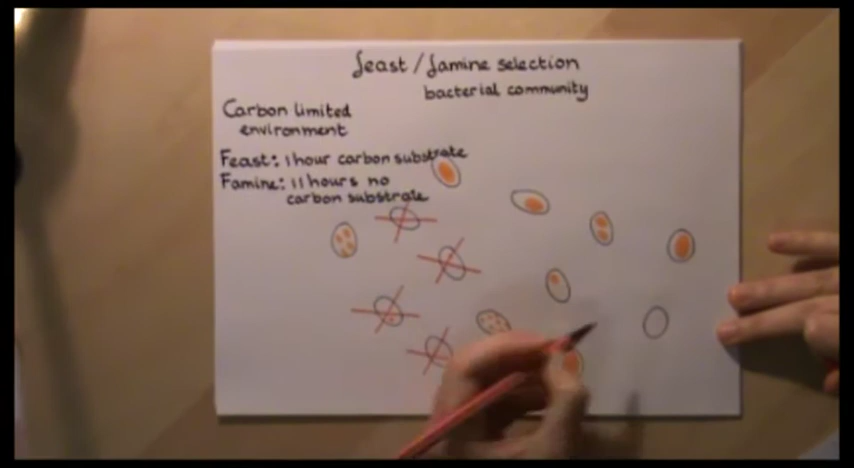 feast/famine selection
bacterial community
Carbon limited
environment
Feast: 1 hour carbon substrate
Famine: 11 hours no
carbon substrate